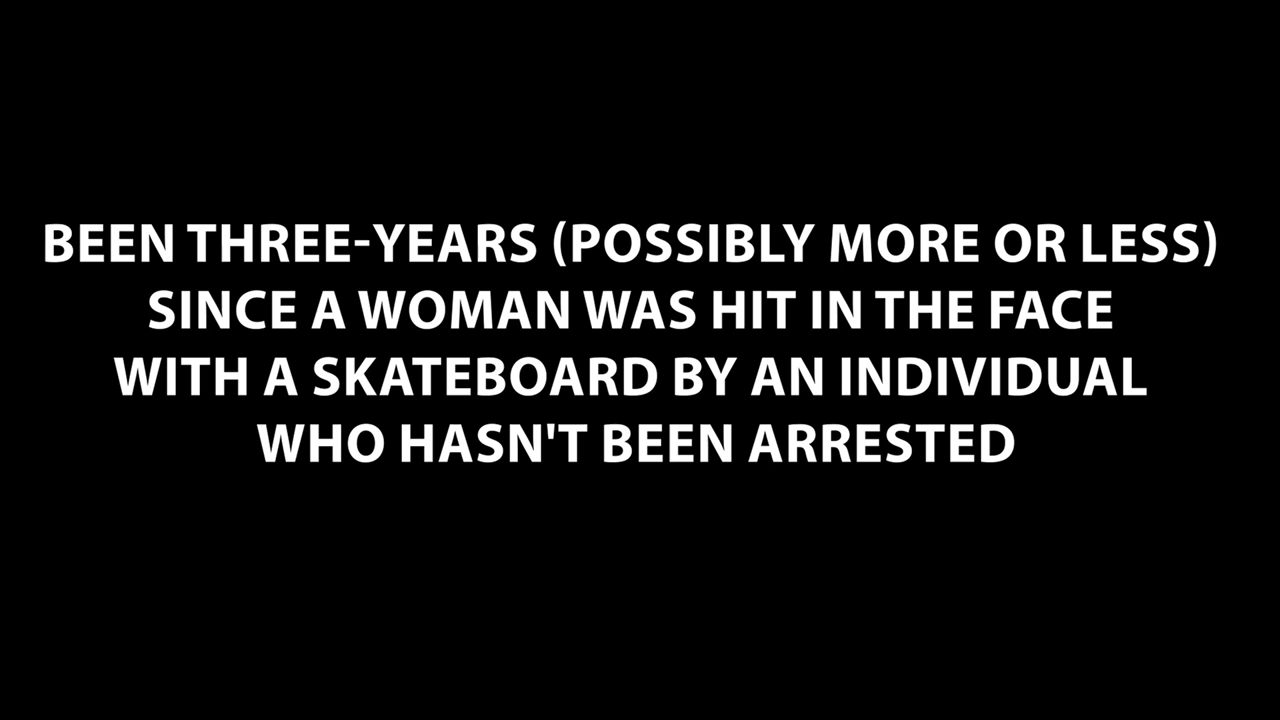 BEEN THREE-YEARS (POSSIBLY MORE OR LESS)
SINCE A WOMAN WAS HIT IN THE FACE
WITH A SKATEBOARD BY AN INDIVIDUAL
WHO HASN'T BEEN ARRESTED